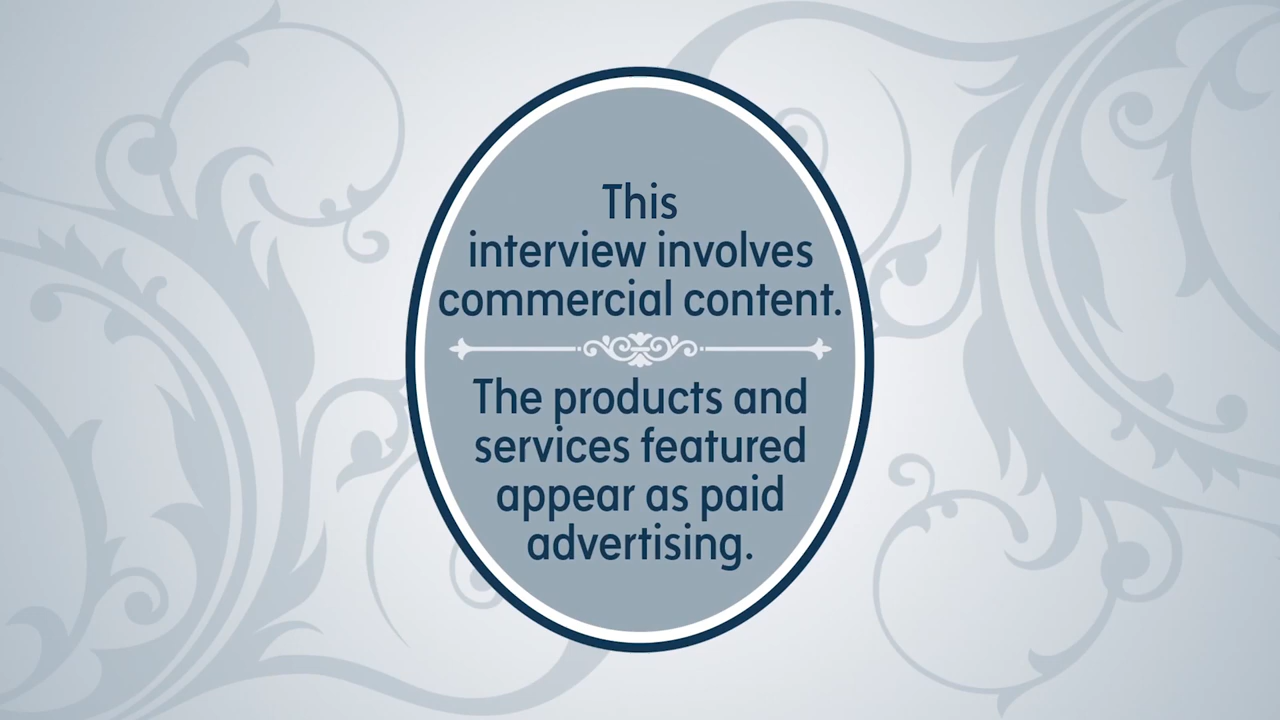 This
interview involves
commercial content.
The products and
services featured
appear as paid
advertising.